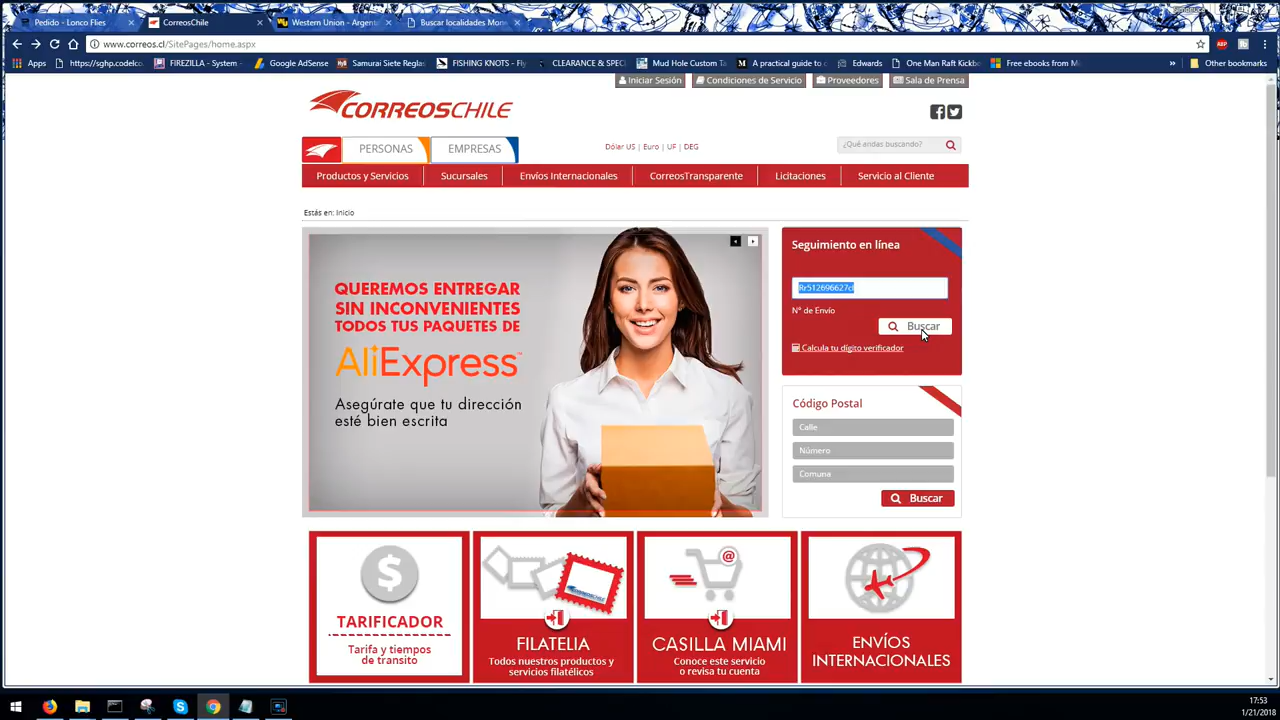 Pedido - Lonco Flies
CorreosChile
Western Union - Argent
Buscar localidades Mon
www.correos.cl/SitePages/home.aspx
Apps
https://sghp.codelco
FIREZILLA - System -
Google AdSense
Samurai Siete Reglas
FISHING KNOTS - Fly
CLEARANCE & SPECI
Mud Hole Custom Ta
A practical guide to
Edwards
One Man Raft Kickb
Free ebooks from M
»
Other bookmarks
Iniciar Sesión
Condiciones de Servicio
Proveedores
Sala de Prensa
CORREOSCHILE
PERSONAS
EMPRESAS
Dólar US | Euro | UF | DEG
¿Qué andas buscando?
Productos y Servicios
Sucursales
Envíos Internacionales
CorreosTransparente
Licitaciones
Servicio al Cliente
Estás en: Inicio
QUEREMOS ENTREGAR
SIN INCONVENIENTES
TODOS TUS PAQUETES DE
AliExpress™
Asegúrate que tu dirección
esté bien escrita
Seguimiento en línea
Rr512696627cl
Nº de Envío
Buscar
Calcula tu dígito verificador
Código Postal
Calle
Número
Comuna
Buscar
$
TARIFICADOR
Tarifa y tiempos
de transito
FILATELIA
Todos nuestros productos y
servicios filatélicos
@
CASILLA MIAMI
Conoce este servicio
o revisa tu cuenta
ENVÍOS
INTERNACIONALES
17:53
1/21/2018